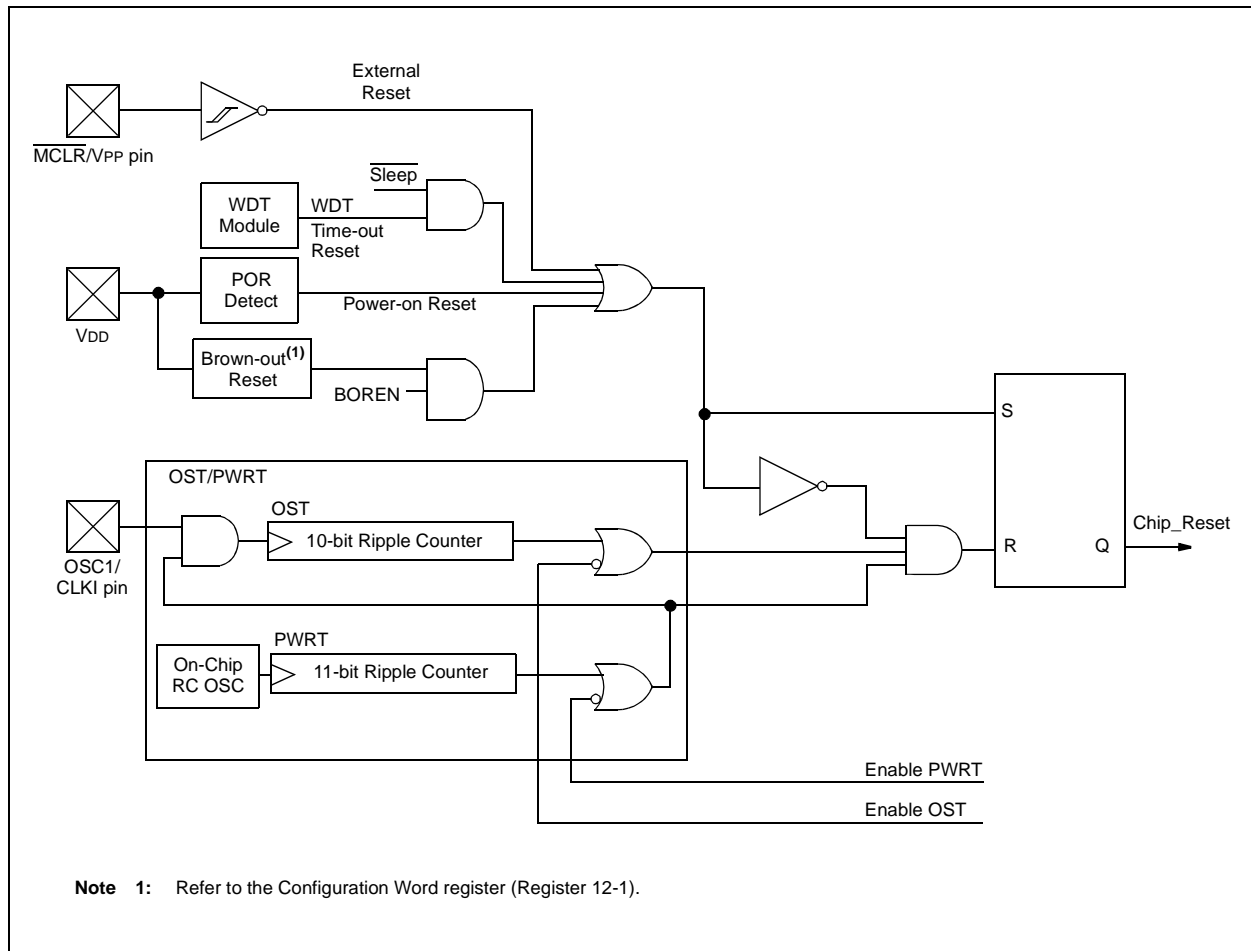 External
Reset
MCLR/VPP pin
Sleep
WDT
Module
WDT
Time-out
Reset
POR
Detect
Power-on Reset
VDD
Brown-out(1)
Reset
BOREN
S
OST/PWRT
OST
10-bit Ripple Counter
Chip_Reset
R
Q
OSC1/
CLKI pin
PWRT
On-Chip
RC OSC
11-bit Ripple Counter
Enable PWRT
Enable OST
Note 1: Refer to the Configuration Word register (Register 12-1).